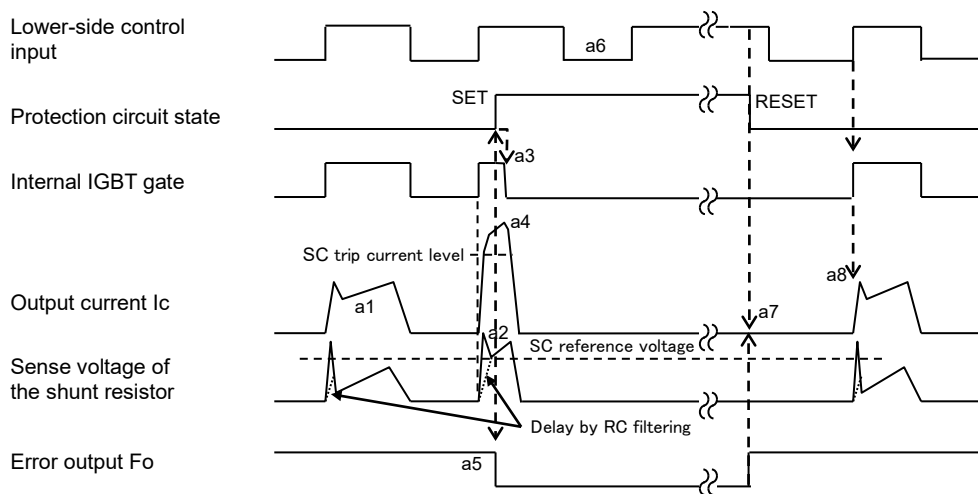 Lower-side control
input
a6
SET
RESET
Protection circuit state
a3
Internal IGBT gate
a4
SC trip current level
a8
Output current Ic
a1
a7
a2
SC reference voltage
Sense voltage of
the shunt resistor
Delay by RC filtering
Error output Fo
a5